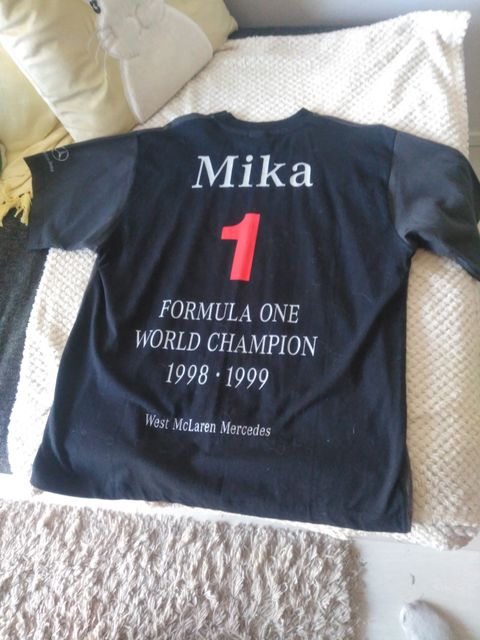 Mika
1
FORMULA ONE
WORLD CHAMPION
1998 · 1999
West McLaren Mercedes